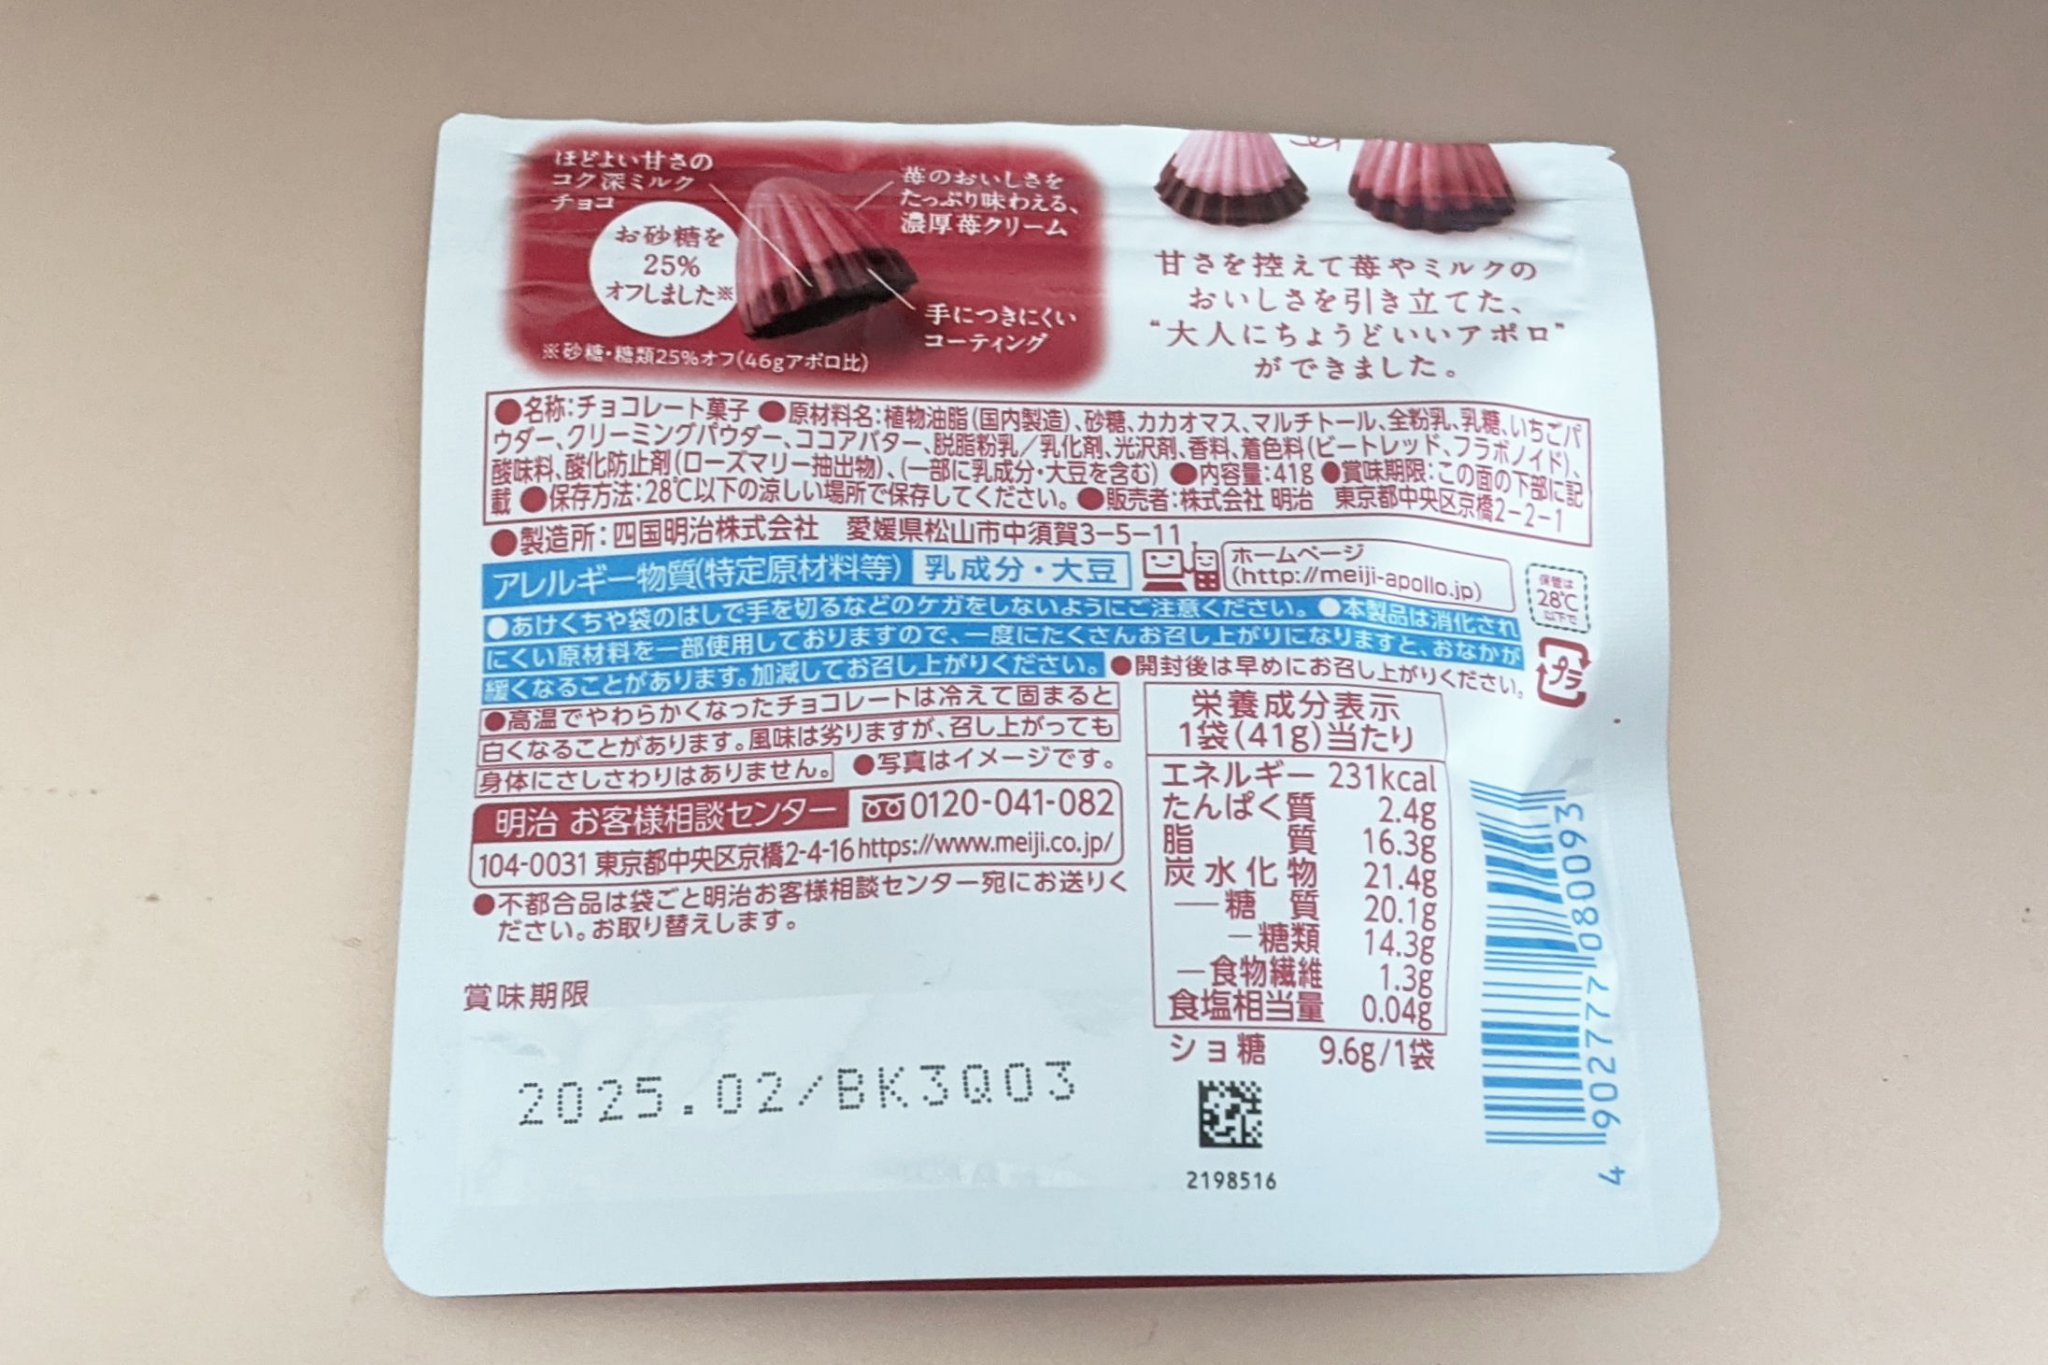 ほどよい甘さの
コク深ミルク
チョコ
お砂糖を
25%
オフしました※
苺のおいしさを
たっぷり味わえる、
濃厚苺クリーム
手につきにくい
コーティング
※砂糖・糖類25%オフ(46gアポロ比)
甘さを控えて苺やミルクの
おいしさを引き立てた、
“大人にちょうどいいアポロ”
ができました。
●名称:チョコレート菓子 ●原材料名:植物油脂(国内製造)、砂糖、カカオマス、マルチトール、全粉乳、乳糖、いちごパ
ウダー、クリーミングパウダー、ココアバター、脱脂粉乳/乳化剤、光沢剤、香料、着色料(ビートレッド、フラボノイド)、
酸味料、酸化防止剤(ローズマリー抽出物)、(一部に乳成分・大豆を含む) ●内容量:41g ●賞味期限:この面の下部に記
載 ●保存方法:28℃以下の涼しい場所で保存してください。 ●販売者:株式会社 明治 東京都中央区京橋2-2-1
●製造所:四国明治株式会社 愛媛県松山市中須賀3-5-11
アレルギー物質(特定原材料等) 乳成分・大豆
ホームページ
(http://meiji-apollo.jp)
保管は
28℃
以下で
●あけくちや袋のはしで手を切るなどのケガをしないようにご注意ください。 ●本製品は消化され
にくい原材料を一部使用しておりますので、一度にたくさんお召し上がりになりますと、おなかが
緩くなることがあります。加減してお召し上がりください。 ●開封後は早めにお召し上がりください。
プラ
●高温でやわらかくなったチョコレートは冷えて固まると
白くなることがあります。風味は劣りますが、召し上がっても
身体にさしさわりはありません。 ●写真はイメージです。
明治 お客様相談センター 0120-041-082
104-0031 東京都中央区京橋2-4-16 https://www.meiji.co.jp/
●不都合品は袋ごと明治お客様相談センター宛にお送りく
ださい。お取り替えします。
栄養成分表示
1袋(41g)当たり
エネルギー 231kcal
たんぱく質 2.4g
脂質 16.3g
炭水化物 21.4g
―糖質 20.1g
―糖類 14.3g
―食物繊維 1.3g
食塩相当量 0.04g
ショ糖 9.6g/1袋
賞味期限
2025.02/BK3Q03
2198516
4 902777 080093